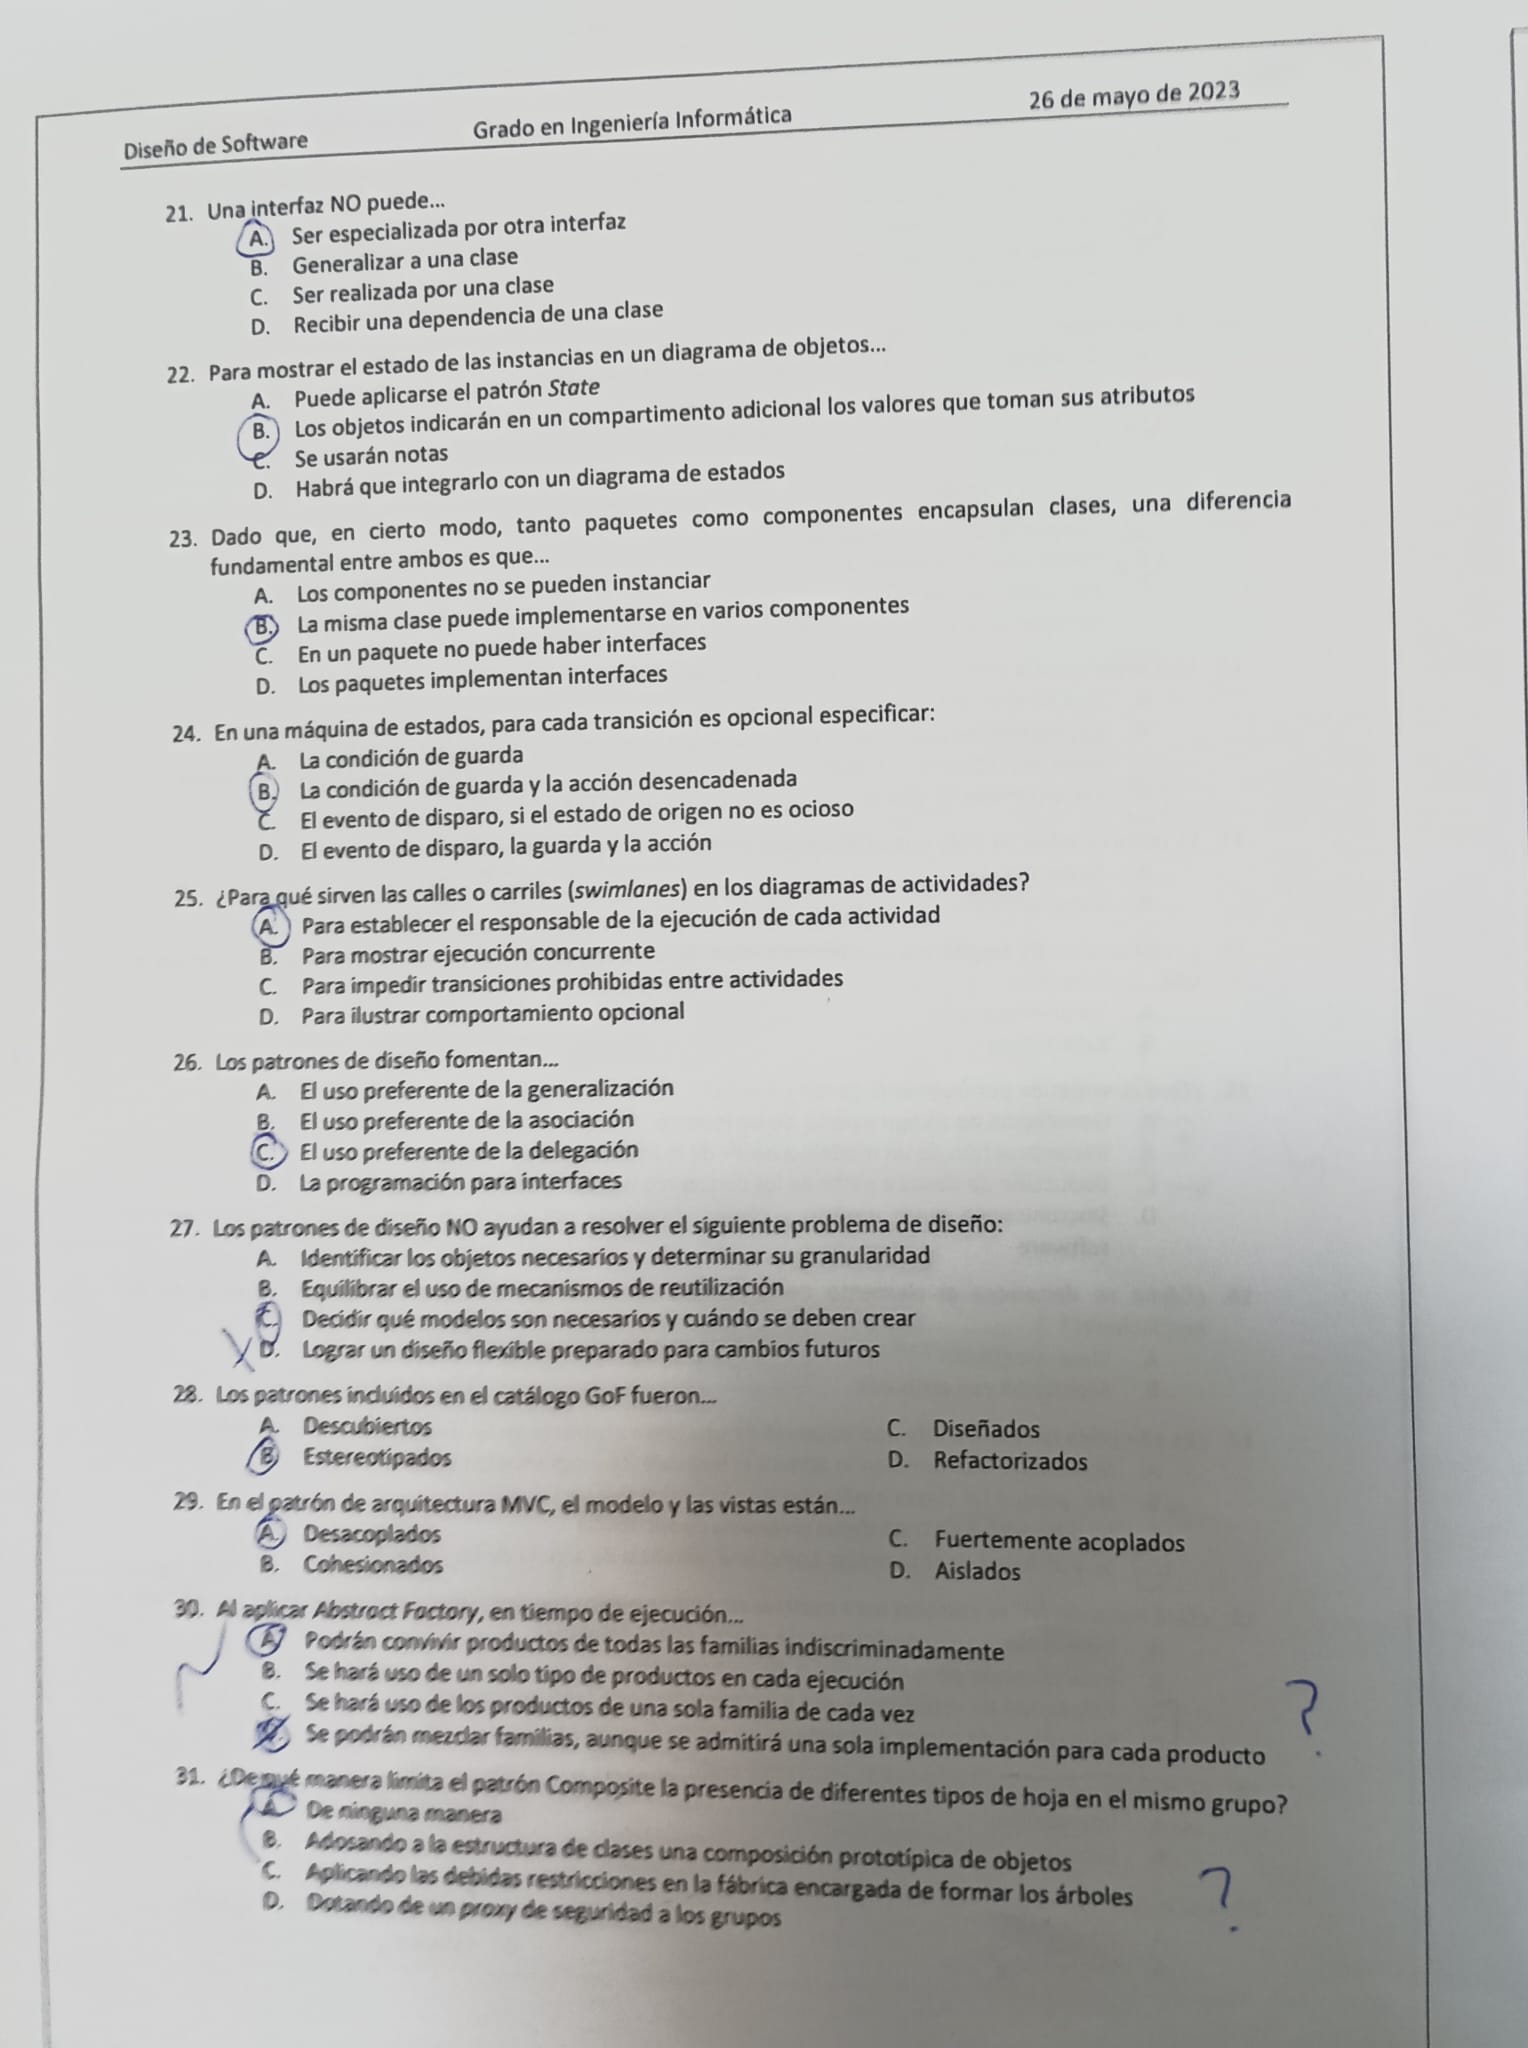 Diseño de Software Grado en Ingeniería Informática 26 de mayo de 2023
21. Una interfaz NO puede...
A. Ser especializada por otra interfaz
B. Generalizar a una clase
C. Ser realizada por una clase
D. Recibir una dependencia de una clase
22. Para mostrar el estado de las instancias en un diagrama de objetos...
A. Puede aplicarse el patrón State
B. Los objetos indicarán en un compartimento adicional los valores que toman sus atributos
C. Se usarán notas
D. Habrá que integrarlo con un diagrama de estados
23. Dado que, en cierto modo, tanto paquetes como componentes encapsulan clases, una diferencia
fundamental entre ambos es que...
A. Los componentes no se pueden instanciar
B. La misma clase puede implementarse en varios componentes
C. En un paquete no puede haber interfaces
D. Los paquetes implementan interfaces
24. En una máquina de estados, para cada transición es opcional especificar:
A. La condición de guarda
B. La condición de guarda y la acción desencadenada
C. El evento de disparo, si el estado de origen no es ocioso
D. El evento de disparo, la guarda y la acción
25. ¿Para qué sirven las calles o carriles (swimlanes) en los diagramas de actividades?
A. Para establecer el responsable de la ejecución de cada actividad
B. Para mostrar ejecución concurrente
C. Para impedir transiciones prohibidas entre actividades
D. Para ilustrar comportamiento opcional
26. Los patrones de diseño fomentan...
A. El uso preferente de la generalización
B. El uso preferente de la asociación
C. El uso preferente de la delegación
D. La programación para interfaces
27. Los patrones de diseño NO ayudan a resolver el siguiente problema de diseño:
A. Identificar los objetos necesarios y determinar su granularidad
B. Equilibrar el uso de mecanismos de reutilización
C. Decidir qué modelos son necesarios y cuándo se deben crear
X D. Lograr un diseño flexible preparado para cambios futuros
28. Los patrones incluidos en el catálogo GoF fueron...
A. Descubiertos C. Diseñados
B. Estereotipados D. Refactorizados
29. En el patrón de arquitectura MVC, el modelo y las vistas están...
A. Desacoplados C. Fuertemente acoplados
B. Cohesionados D. Aislados
30. Al aplicar Abstract Factory, en tiempo de ejecución...
A. Podrán convivir productos de todas las familias indiscriminadamente
B. Se hará uso de un solo tipo de productos en cada ejecución
C. Se hará uso de los productos de una sola familia de cada vez ?
D. Se podrán mezclar familias, aunque se admitirá una sola implementación para cada producto
31. ¿De qué manera limita el patrón Composite la presencia de diferentes tipos de hoja en el mismo grupo?
A. De ninguna manera
B. Adosando a la estructura de clases una composición prototípica de objetos
C. Aplicando las debidas restricciones en la fábrica encargada de formar los árboles ?
D. Dotando de un proxy de seguridad a los grupos